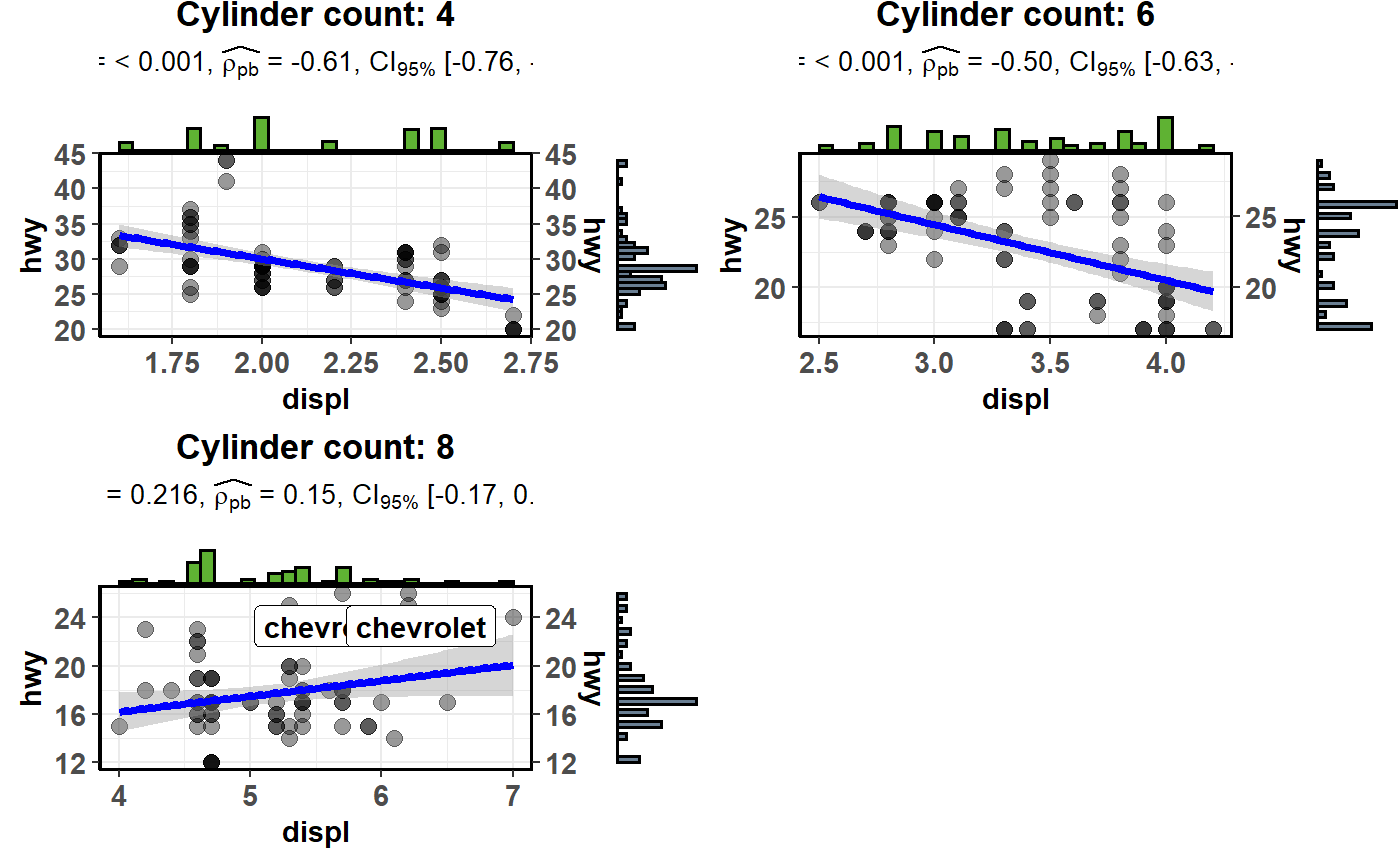 Cylinder count: 4
= < 0.001, ρ̂pb = -0.61, CI95% [-0.76, -
45 40 35 30 25 20
hwy
45 40 35 30 25 20
hwy
1.75 2.00 2.25 2.50 2.75
displ
Cylinder count: 6
= < 0.001, ρ̂pb = -0.50, CI95% [-0.63, -
25 20
hwy
25 20
hwy
2.5 3.0 3.5 4.0
displ
Cylinder count: 8
= 0.216, ρ̂pb = 0.15, CI95% [-0.17, 0.
24 20 16 12
hwy
chevr chevrolet
24 20 16 12
hwy
4 5 6 7
displ